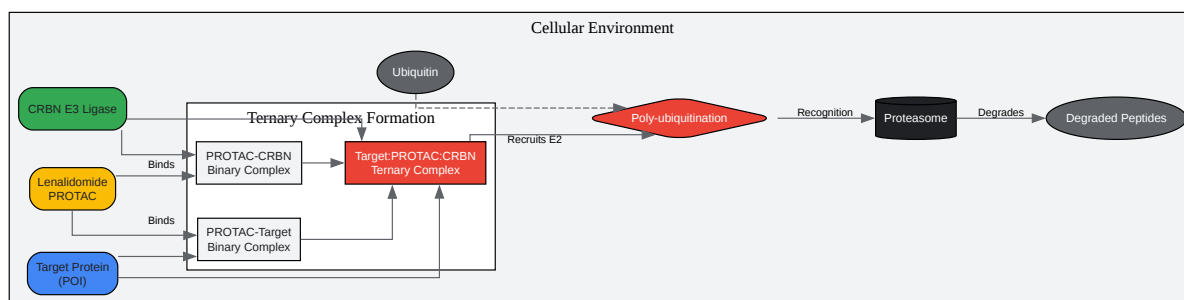 Cellular Environment
Ubiquitin
CRBN E3 Ligase
Ternary Complex Formation
Poly-ubiquitination
Recognition
Proteasome
Degrades
Degraded Peptides
Recruits E2
Binds
PROTAC-CRBN
Binary Complex
Target:PROTAC:CRBN
Ternary Complex
Lenalidomide
PROTAC
Binds
PROTAC-Target
Binary Complex
Target Protein
(POI)